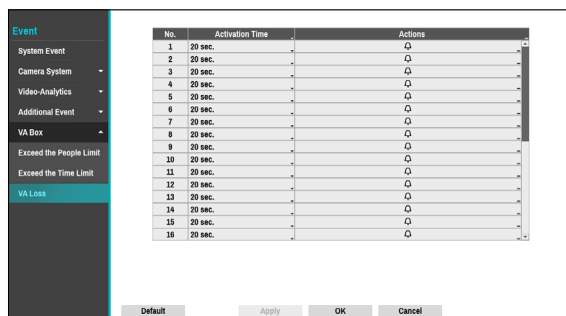 Event
System Event
Camera System
Video-Analytics
Additional Event
VA Box
Exceed the People Limit
Exceed the Time Limit
VA Loss
No. Activation Time Actions
1 20 sec.
2 20 sec.
3 20 sec.
4 20 sec.
5 20 sec.
6 20 sec.
7 20 sec.
8 20 sec.
9 20 sec.
10 20 sec.
11 20 sec.
12 20 sec.
13 20 sec.
14 20 sec.
15 20 sec.
16 20 sec.
Default Apply OK Cancel